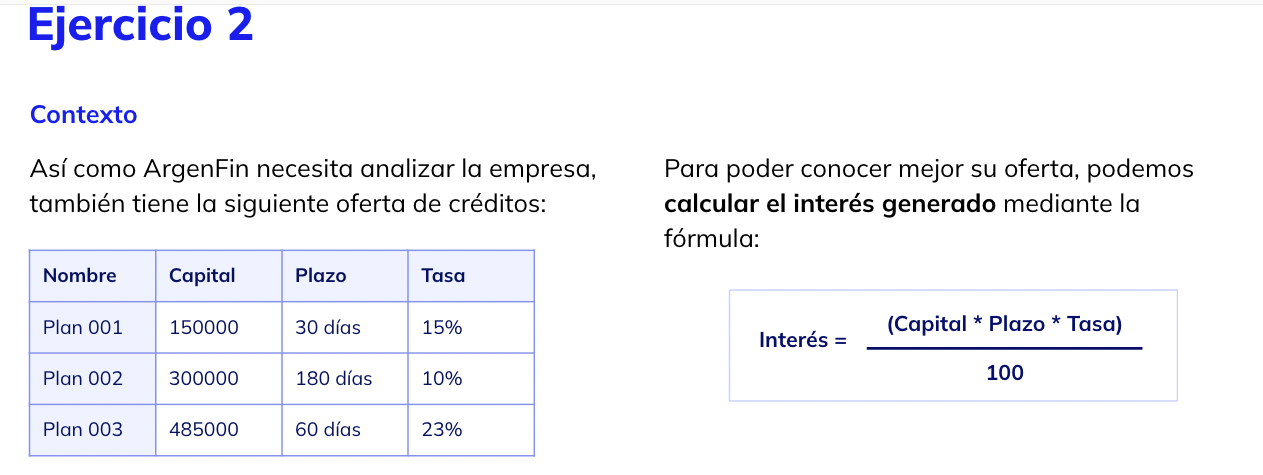 Ejercicio 2
Contexto
Así como ArgenFin necesita analizar la empresa,
también tiene la siguiente oferta de créditos:
Nombre Capital Plazo Tasa
Plan 001 150000 30 días 15%
Plan 002 300000 180 días 10%
Plan 003 485000 60 días 23%
Para poder conocer mejor su oferta, podemos
calcular el interés generado mediante la
fórmula:
(Capital * Plazo * Tasa)
Interés =
100